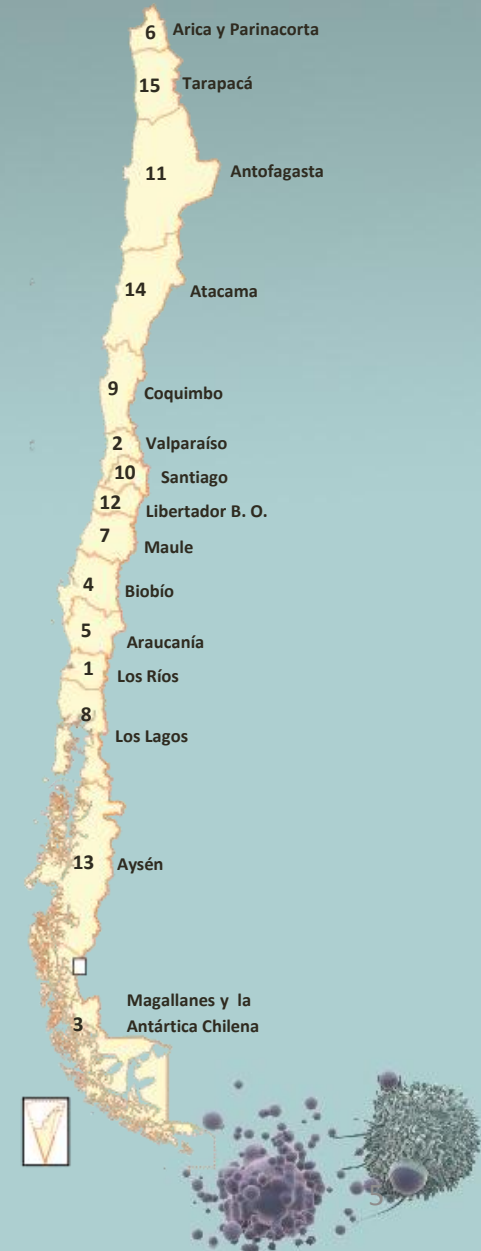 6 Arica y Parinacorta
15 Tarapacá
11 Antofagasta
14 Atacama
9 Coquimbo
2 Valparaíso
10 Santiago
12 Libertador B. O.
7 Maule
4 Biobío
5 Araucanía
1 Los Ríos
8 Los Lagos
13 Aysén
Magallanes y la
3 Antártica Chilena